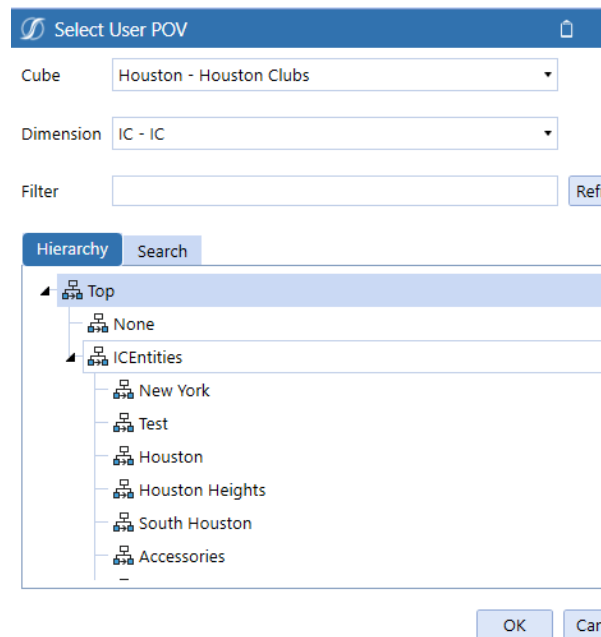 Select User POV
Cube Houston - Houston Clubs
Dimension IC - IC
Filter Ref
Hierarchy Search
Top
None
ICEntities
New York
Test
Houston
Houston Heights
South Houston
Accessories
OK Car